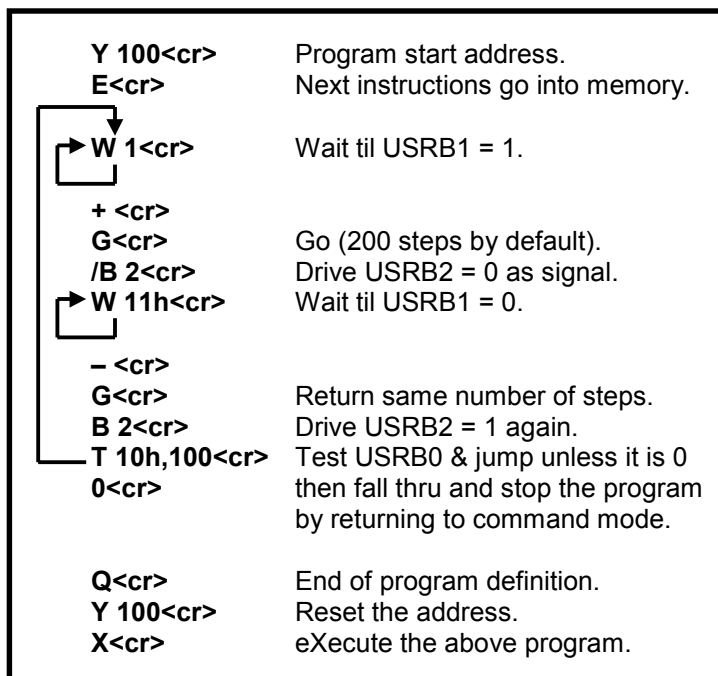 Y 100<cr> Program start address.
E<cr> Next instructions go into memory.
W 1<cr> Wait til USRB1 = 1.
+ <cr>
G<cr> Go (200 steps by default).
/B 2<cr> Drive USRB2 = 0 as signal.
W 11h<cr> Wait til USRB1 = 0.
– <cr>
G<cr> Return same number of steps.
B 2<cr> Drive USRB2 = 1 again.
T 10h,100<cr> Test USRB0 & jump unless it is 0
0<cr> then fall thru and stop the program
by returning to command mode.
Q<cr> End of program definition.
Y 100<cr> Reset the address.
X<cr> eXecute the above program.